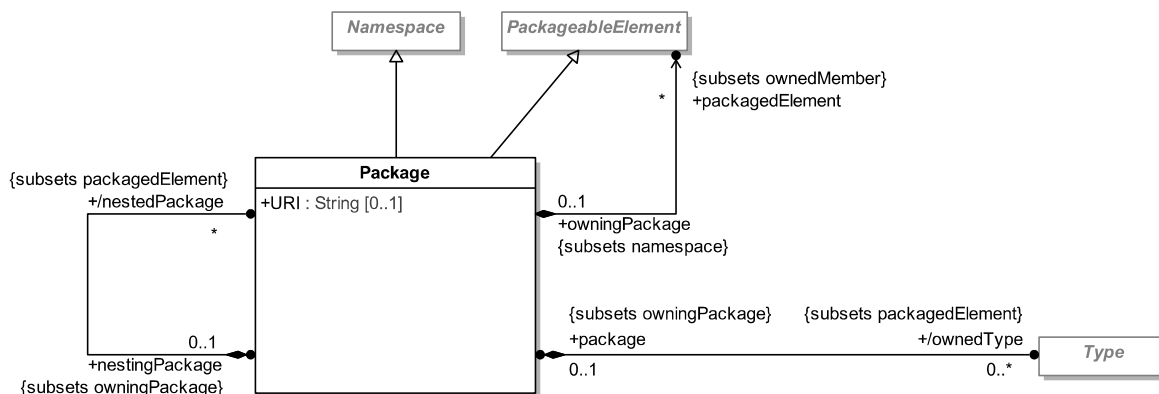 Namespace
PackageableElement
{subsets ownedMember}
*
+packagedElement
Package
{subsets packagedElement}
+/nestedPackage
+URI : String [0..1]
0..1
*
+owningPackage
{subsets namespace}
{subsets owningPackage}
{subsets packagedElement}
0..1
+package
+/ownedType
Type
+nestingPackage
0..1
0..*
{subsets owningPackage}